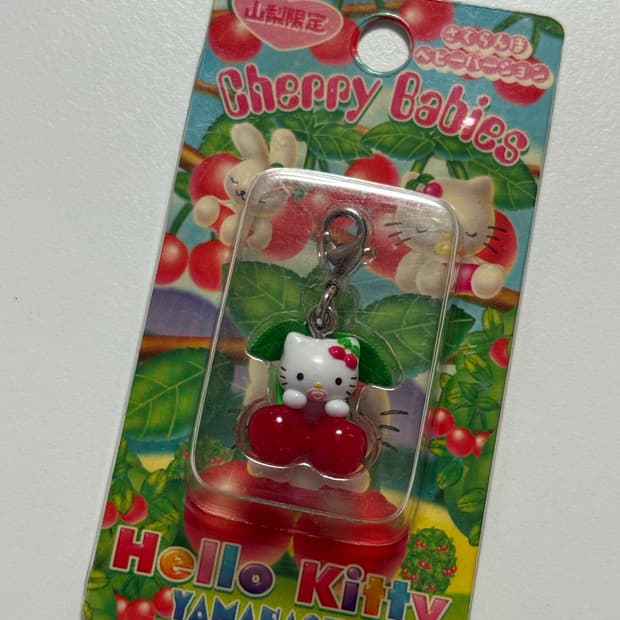 山梨限定
さくらんぼ
ベビーバージョン
Cherry Babies
Hello Kitty